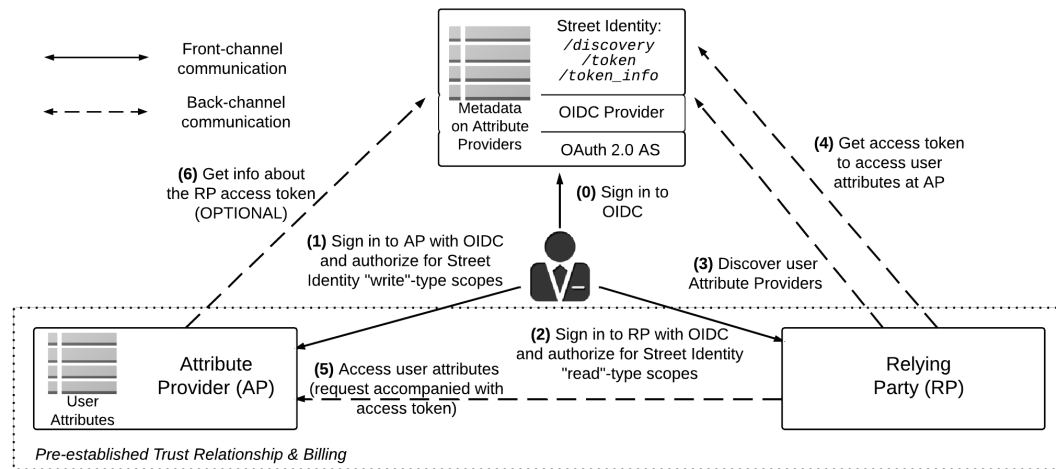 Front-channel
communication
Back-channel
communication
Street Identity:
/discovery
/token
/token_info
Metadata
on Attribute
Providers
OIDC Provider
OAuth 2.0 AS
(6) Get info about
the RP access token
(OPTIONAL)
(4) Get access token
to access user
attributes at AP
(0) Sign in to
OIDC
(1) Sign in to AP with OIDC
and authorize for Street
Identity "write"-type scopes
(3) Discover user
Attribute Providers
(2) Sign in to RP with OIDC
and authorize for Street Identity
"read"-type scopes
Attribute
Provider (AP)
User
Attributes
(5) Access user attributes
(request accompanied with
access token)
Relying
Party (RP)
Pre-established Trust Relationship & Billing